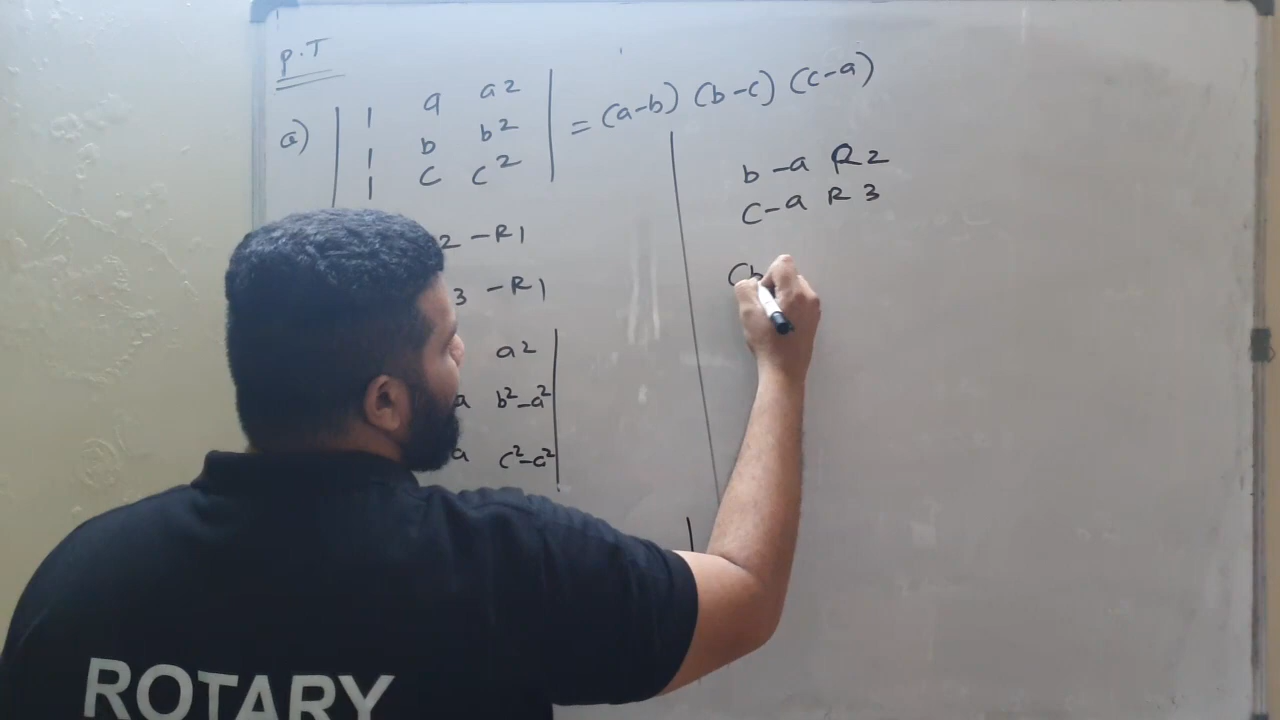 P.T
a) | 1 a a2 | = (a-b) (b-c) (c-a)
1 b b2
1 c c2
2 - R1
3 - R1
a2
a b²-a²
a c²-a²
b-a R2
c-a R3
(b
ROTARY